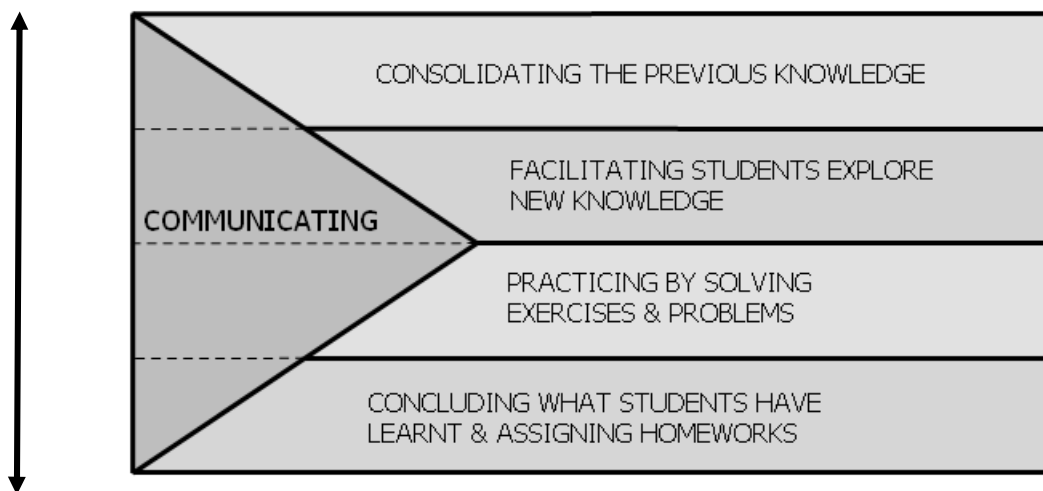 CONSOLIDATING THE PREVIOUS KNOWLEDGE
FACILITATING STUDENTS EXPLORE
NEW KNOWLEDGE
COMMUNICATING
PRACTICING BY SOLVING
EXERCISES & PROBLEMS
CONCLUDING WHAT STUDENTS HAVE
LEARNT & ASSIGNING HOMEWORKS